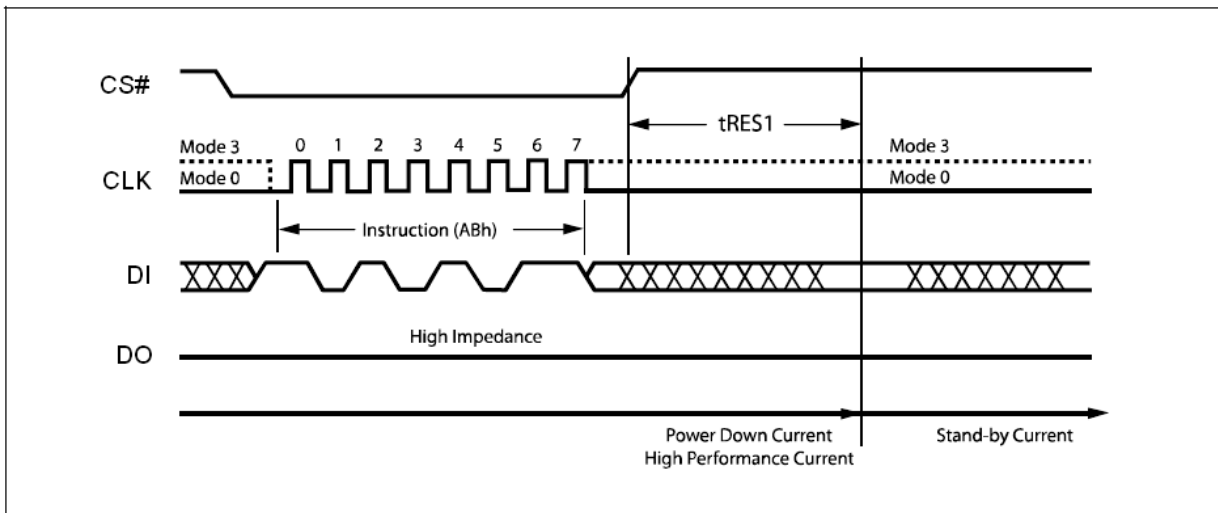 CS#
tRES1
Mode 3 0 1 2 3 4 5 6 7 Mode 3
CLK Mode 0 Mode 0
Instruction (ABh)
DI
High Impedance
DO
Power Down Current Stand-by Current
High Performance Current